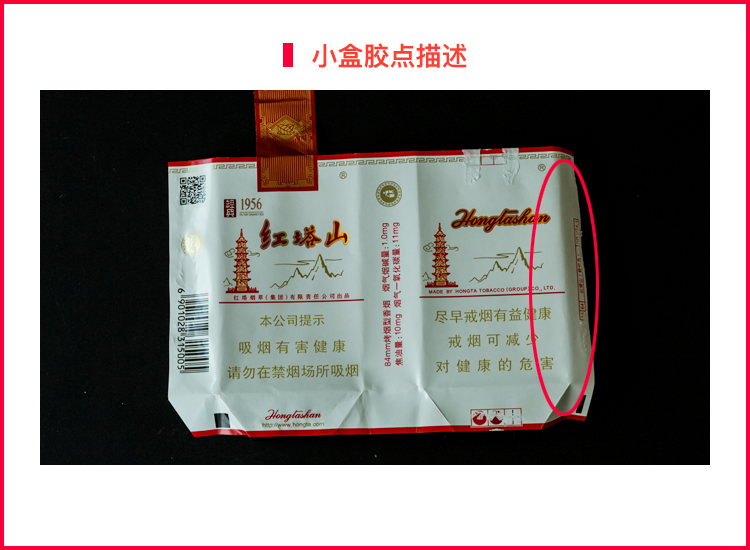 小盒胶点描述
1956
红塔山
红塔烟草(集团)有限责任公司出品
本公司提示
吸烟有害健康
请勿在禁烟场所吸烟
Hongtashan
http://www.hongta.com
6 901028 315005
84mm烤烟型香烟 烟气烟碱量:1.0mg
焦油量:10mg 烟气一氧化碳量:11mg
®
®
Hongtashan
MADE BY HONGTA TOBACCO (GROUP) CO., LTD.
尽早戒烟有益健康
戒烟可减少
对健康的危害